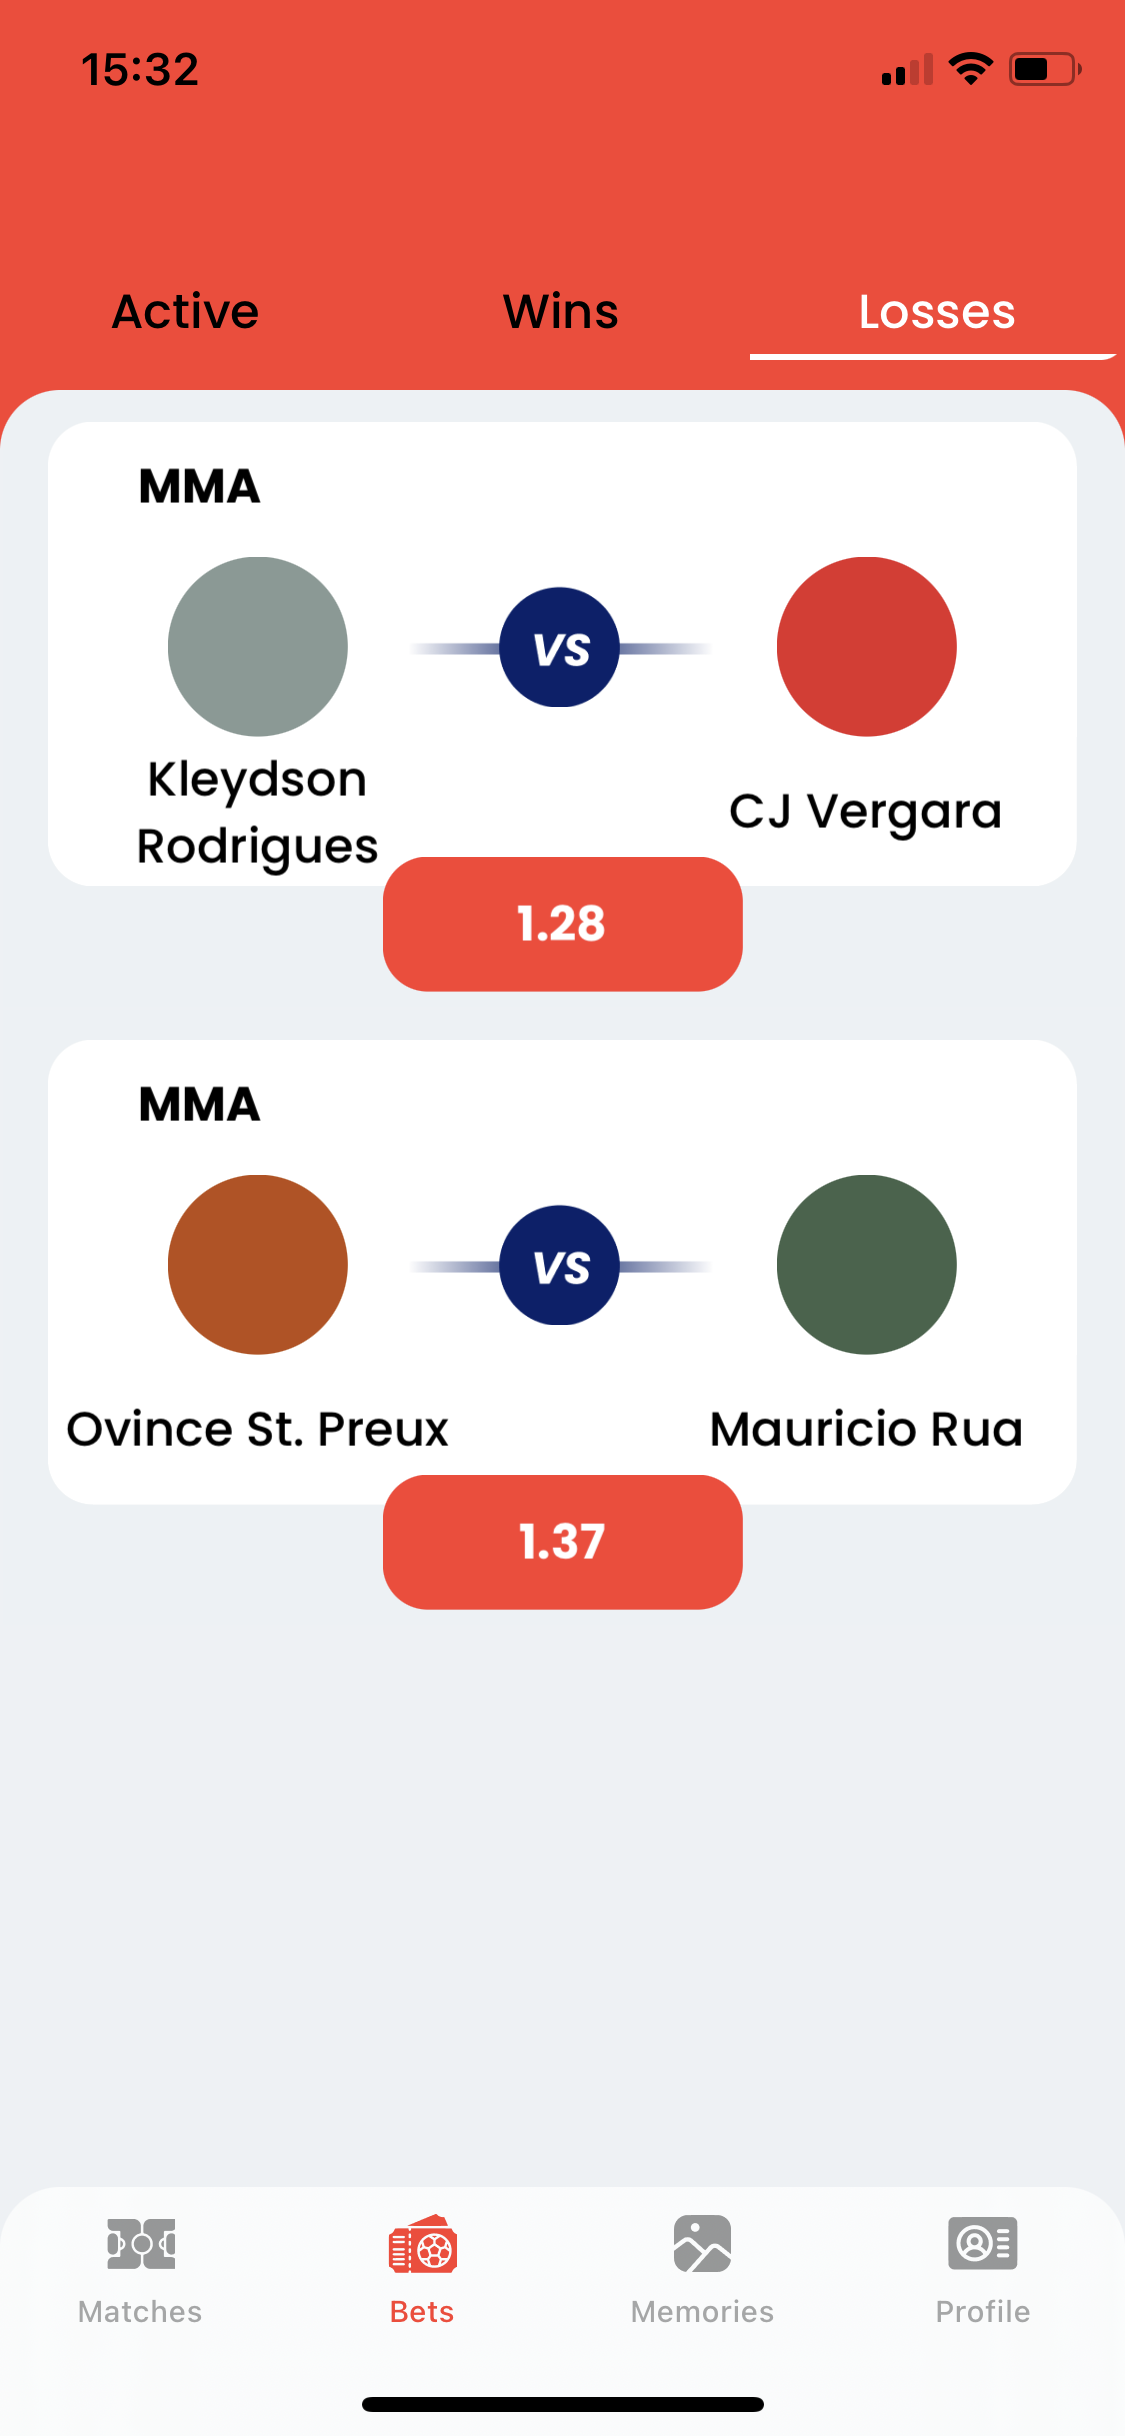 15:32
Active
Wins
Losses
MMA
VS
Kleydson
Rodrigues
CJ Vergara
1.28
MMA
VS
Ovince St. Preux
Mauricio Rua
1.37
Matches
Bets
Memories
Profile